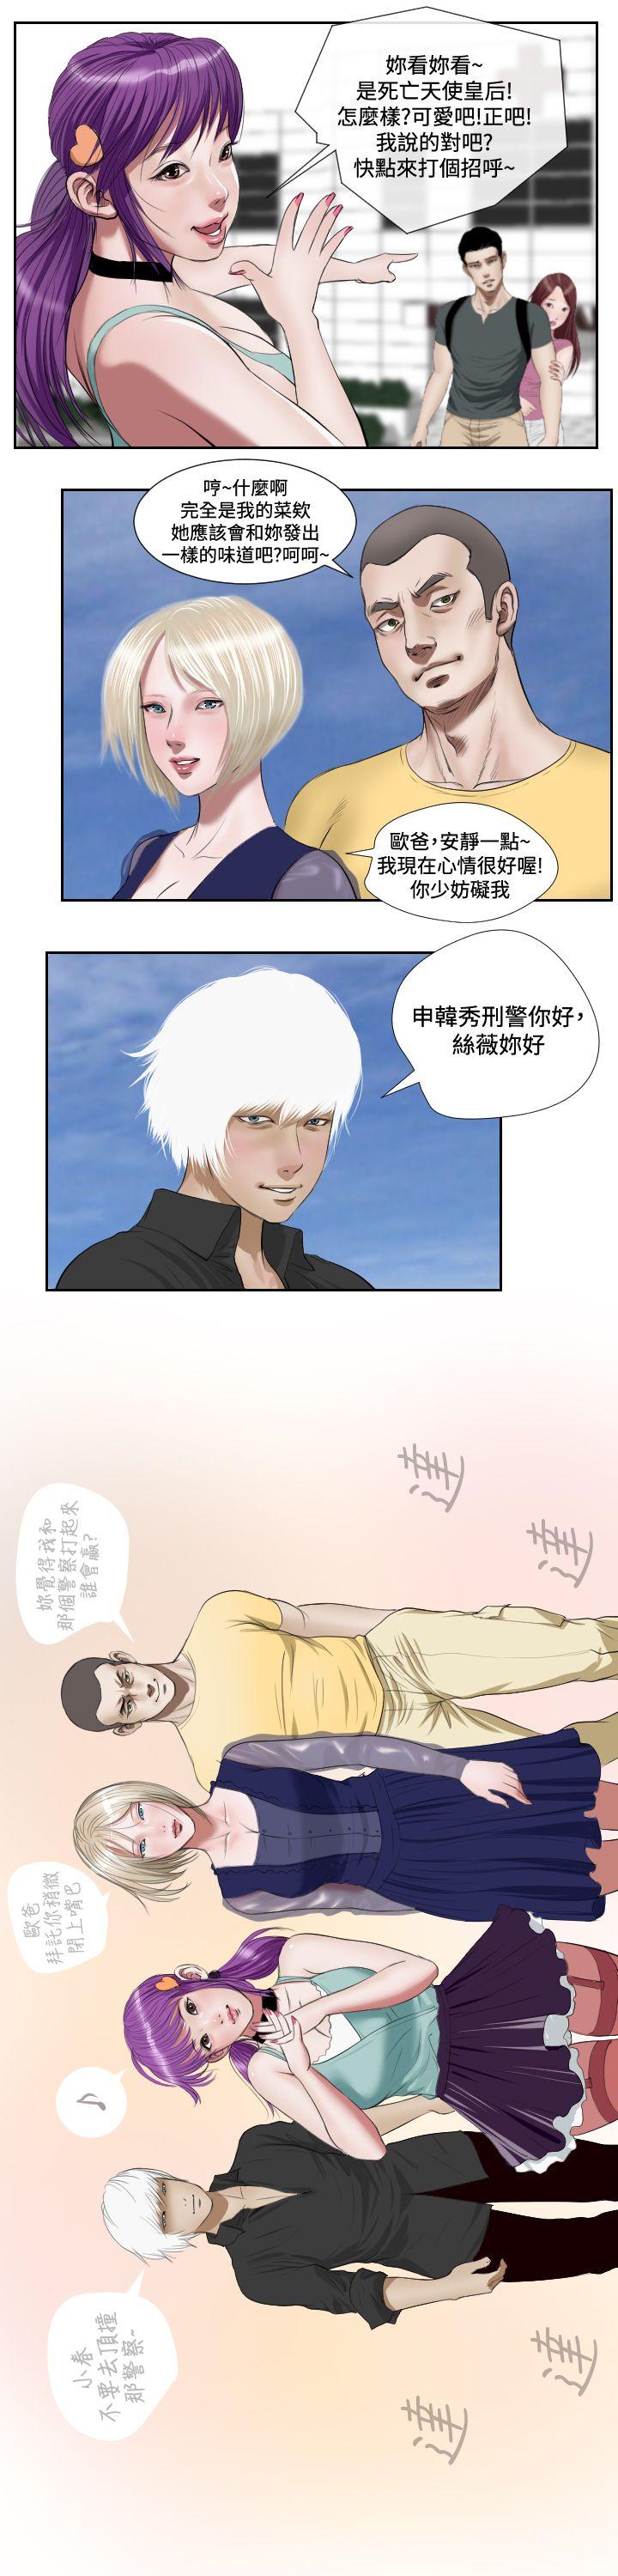 妳看妳看~
是死亡天使皇后!
怎麼樣?可愛吧!正吧!
我說的對吧?
快點來打個招呼~
哼~什麼啊
完全是我的菜欸
她應該會和妳發出
一樣的味道吧?呵呵~
歐爸,安靜一點~
我現在心情很好喔!
你少妨礙我
申韓秀刑警你好,
絲薇妳好
達
達
妳覺得我和
那個警察打起來
誰會贏?
歐爸
拜託你稍微
閉上嘴巴
♪
小春
不要去頂撞
那警察~
達
達